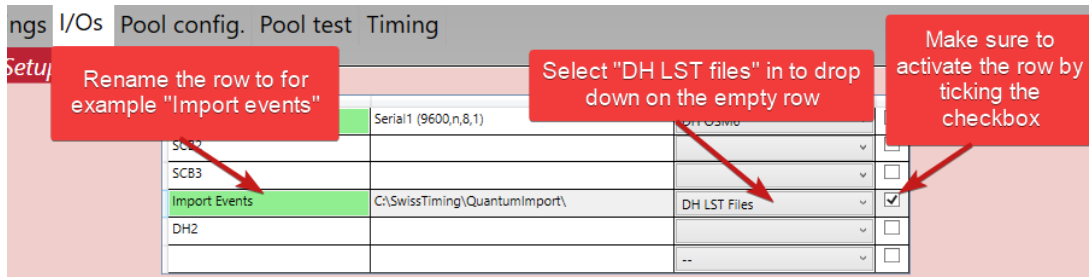 ngs I/Os Pool config. Pool test Timing
Setup
Rename the row to for
example "Import events"
Select "DH LST files" in to drop
down on the empty row
Make sure to
activate the row by
ticking the
checkbox
Serial1 (9600,n,8,1) DH OSM6
SCB2
SCB3
Import Events C:\SwissTiming\QuantumImport\ DH LST Files
DH2
--